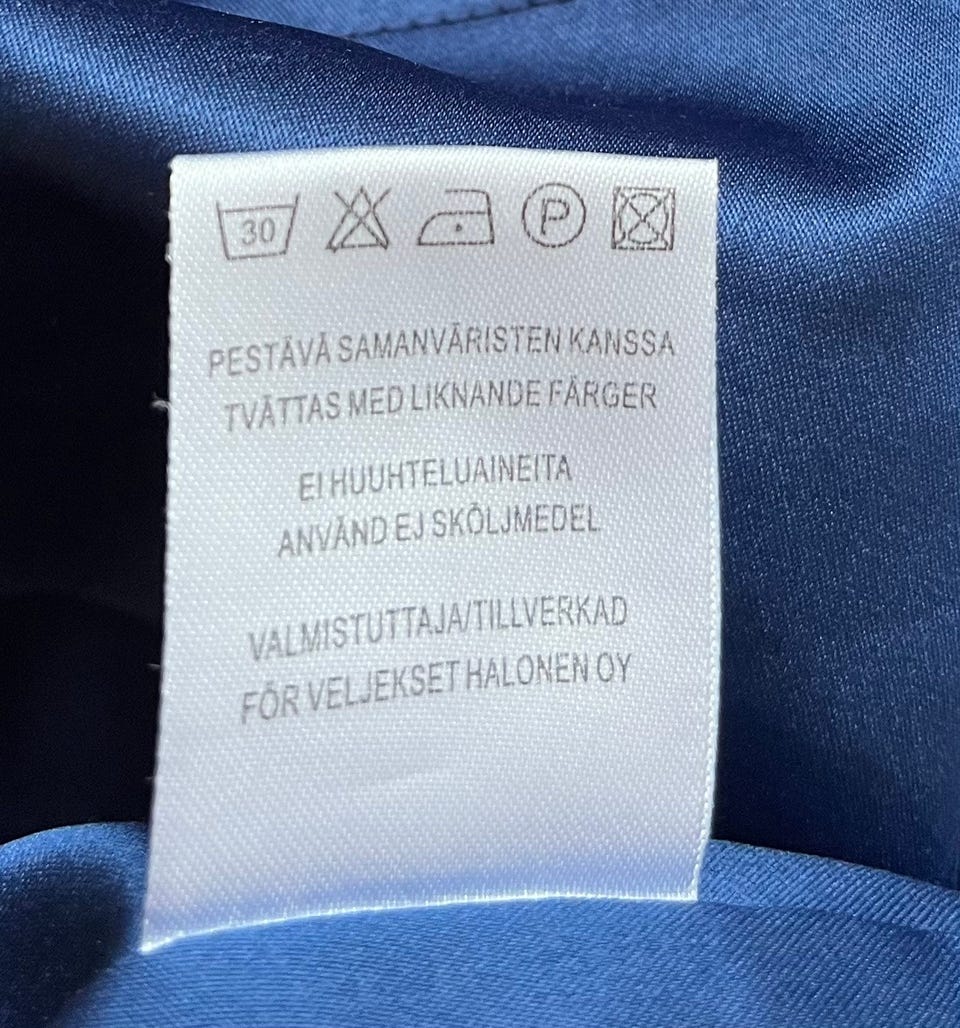 30 P
PESTÄVÄ SAMANVÄRISTEN KANSSA
TVÄTTAS MED LIKNANDE FÄRGER
EI HUUHTELUAINEITA
ANVÄND EJ SKÖLJMEDEL
VALMISTUTTAJA/TILLVERKAD
FÖR VELJEKSET HALONEN OY